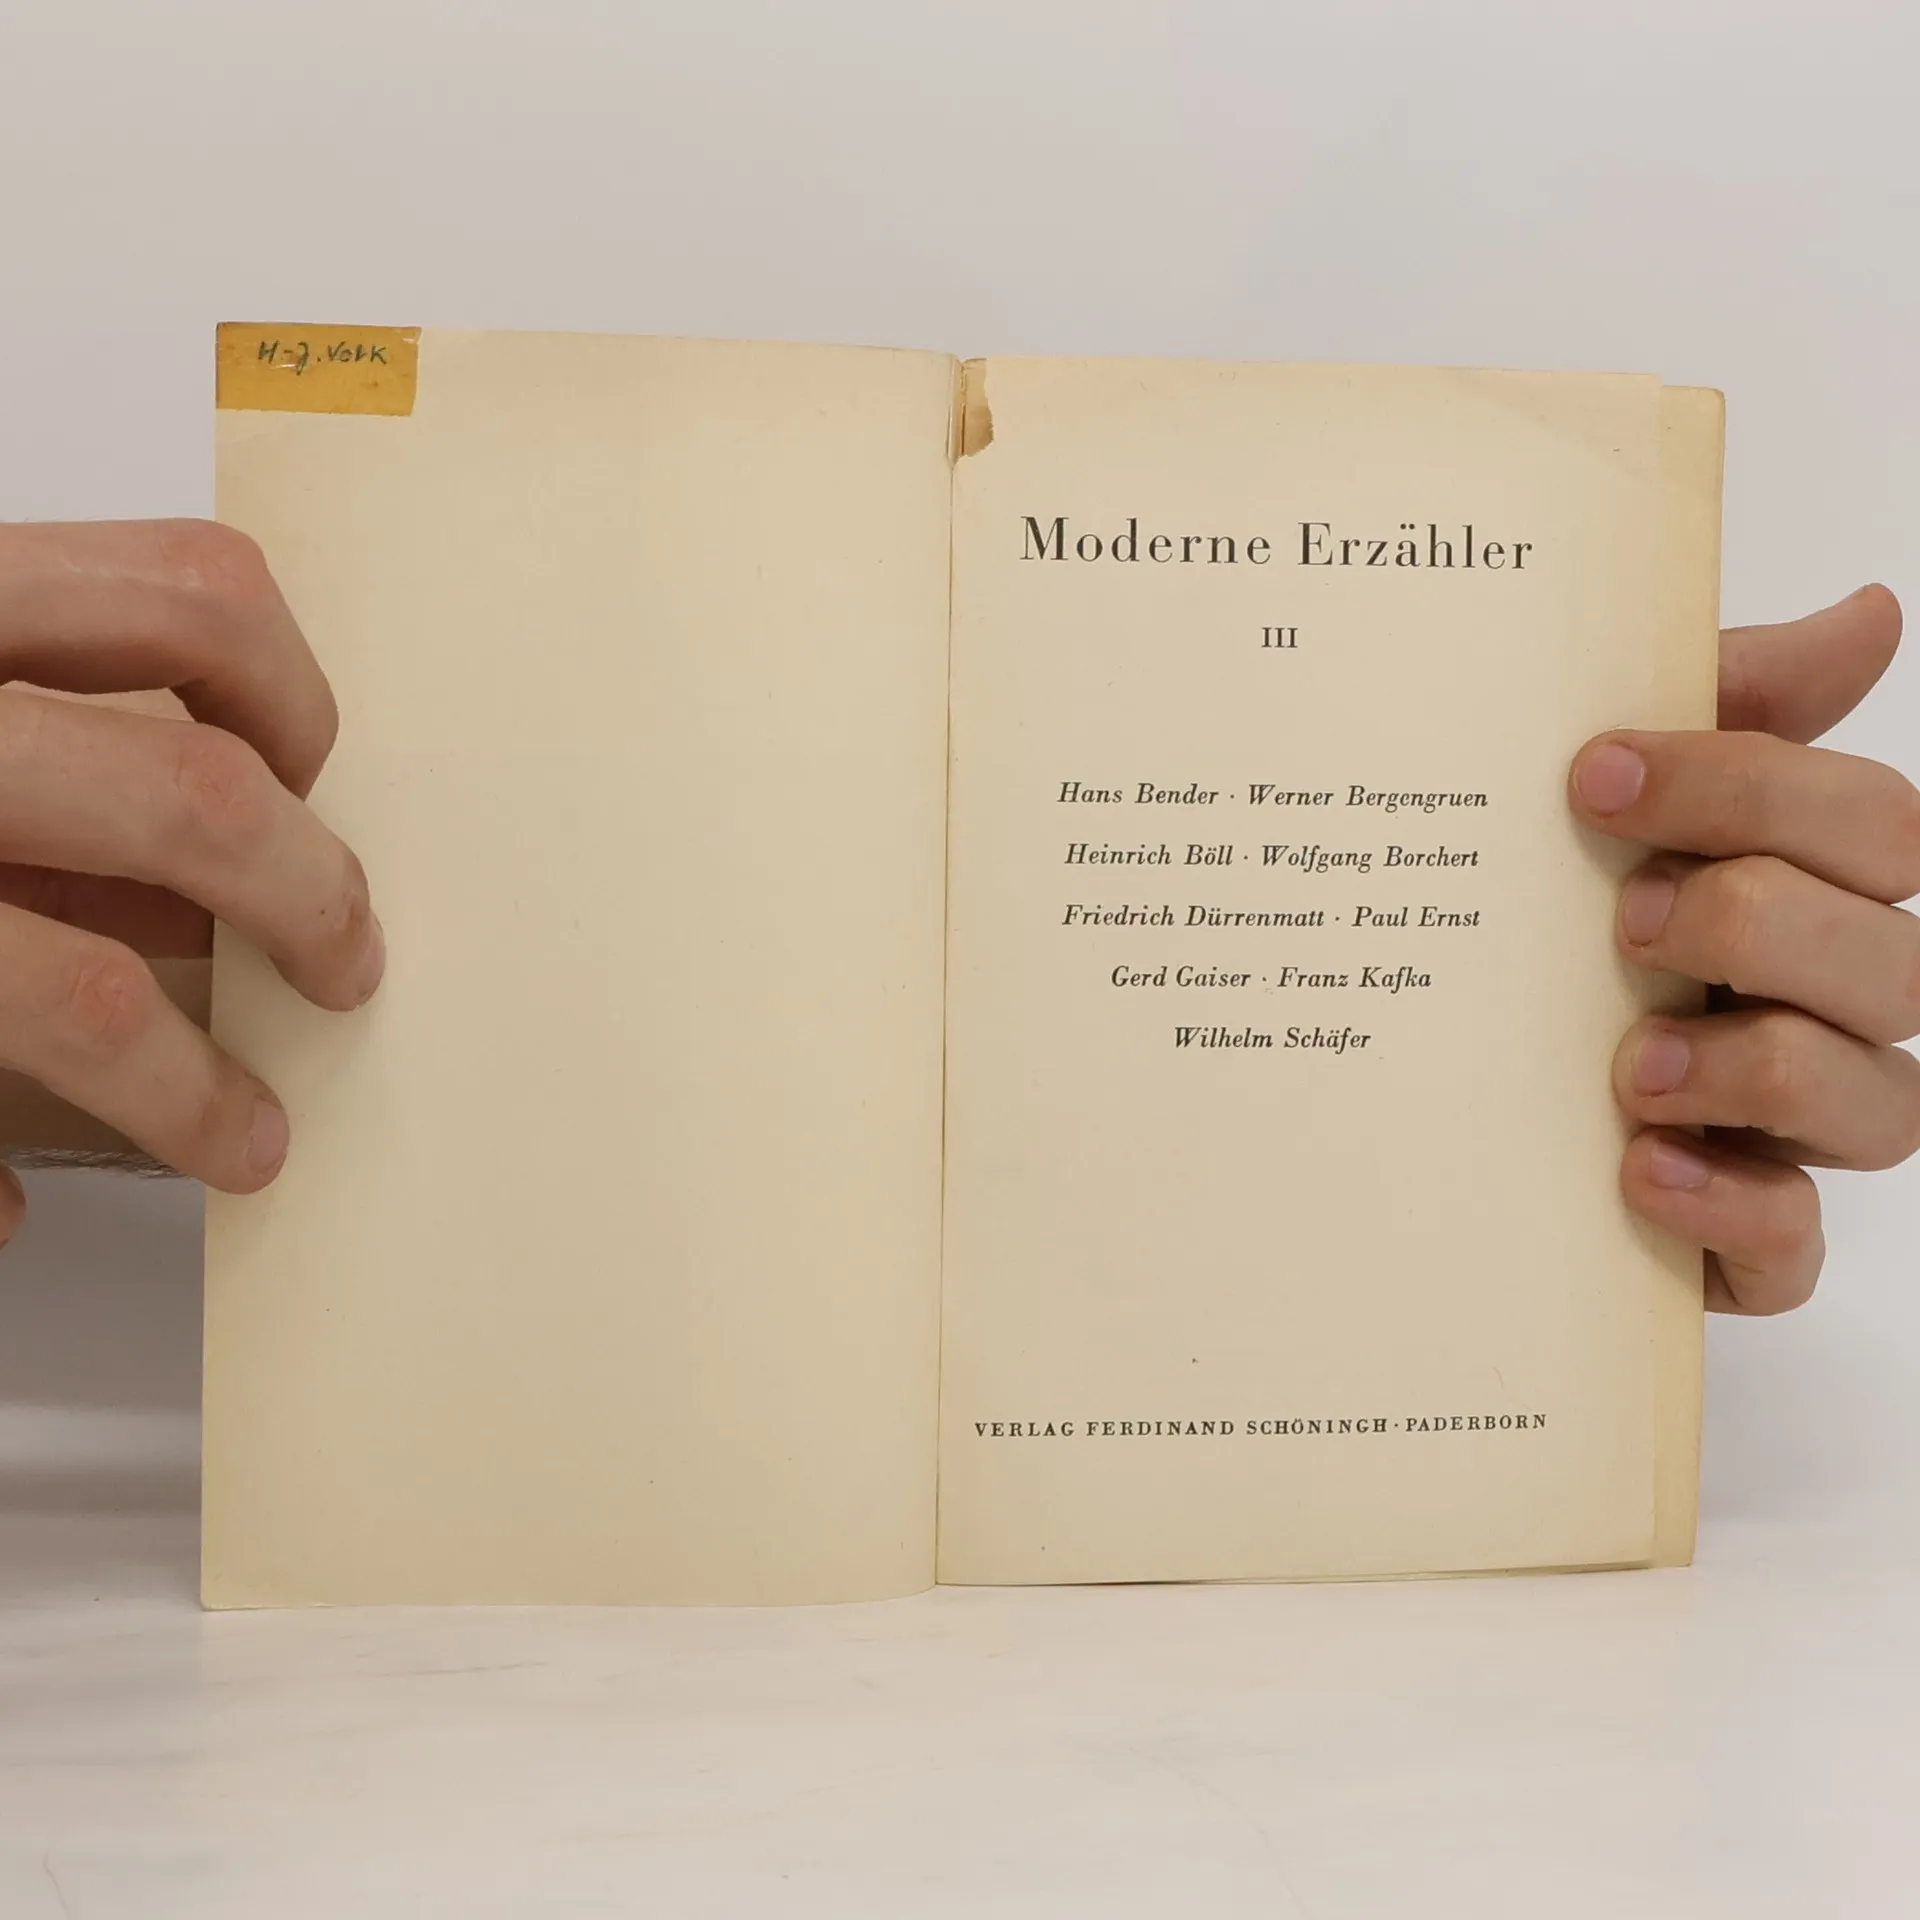 H-J. Volk
Moderne Erzähler
III
Hans Bender · Werner Bergengruen
Heinrich Böll · Wolfgang Borchert
Friedrich Dürrenmatt · Paul Ernst
Gerd Gaiser · Franz Kafka
Wilhelm Schäfer
VERLAG FERDINAND SCHÖNINGH · PADERBORN